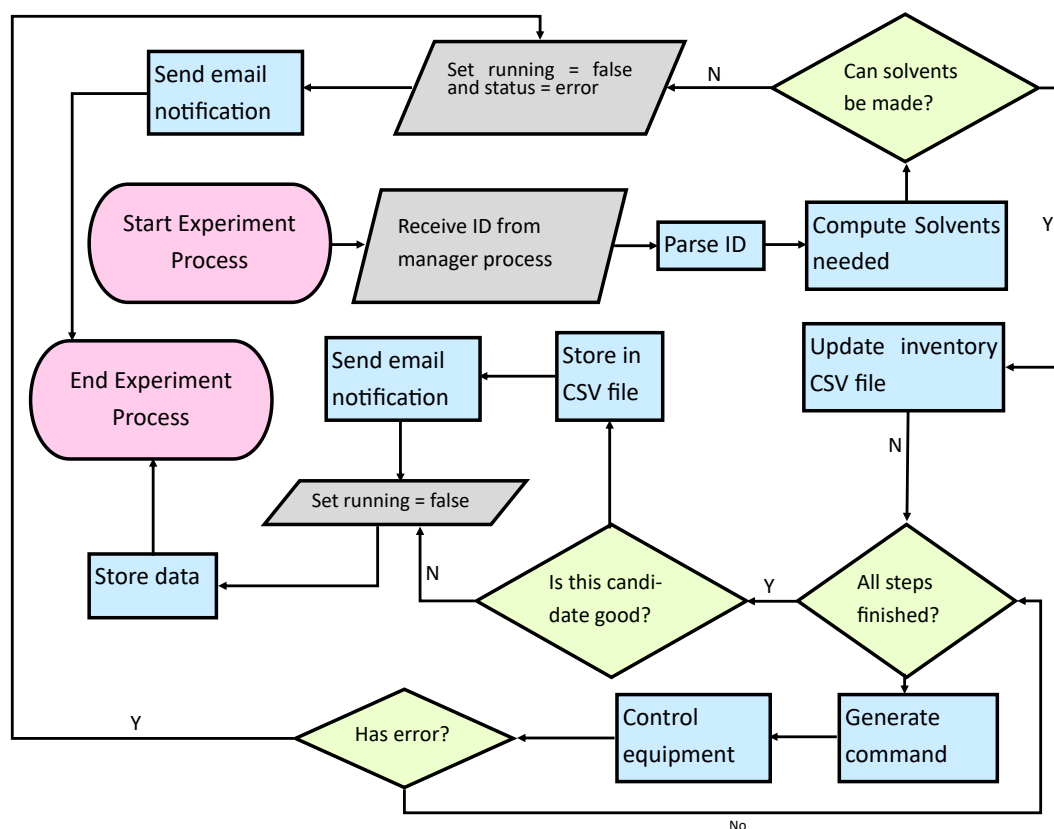 Send email
notification
Set running = false
and status = error
N
Can solvents
be made?
Start Experiment
Process
Receive ID from
manager process
Parse ID
Compute Solvents
needed
Y
End Experiment
Process
Send email
notification
Store in
CSV file
Update inventory
CSV file
N
Set running = false
Store data
N
Is this candi-
date good?
Y
All steps
finished?
Y
Has error?
Control
equipment
Generate
command
No